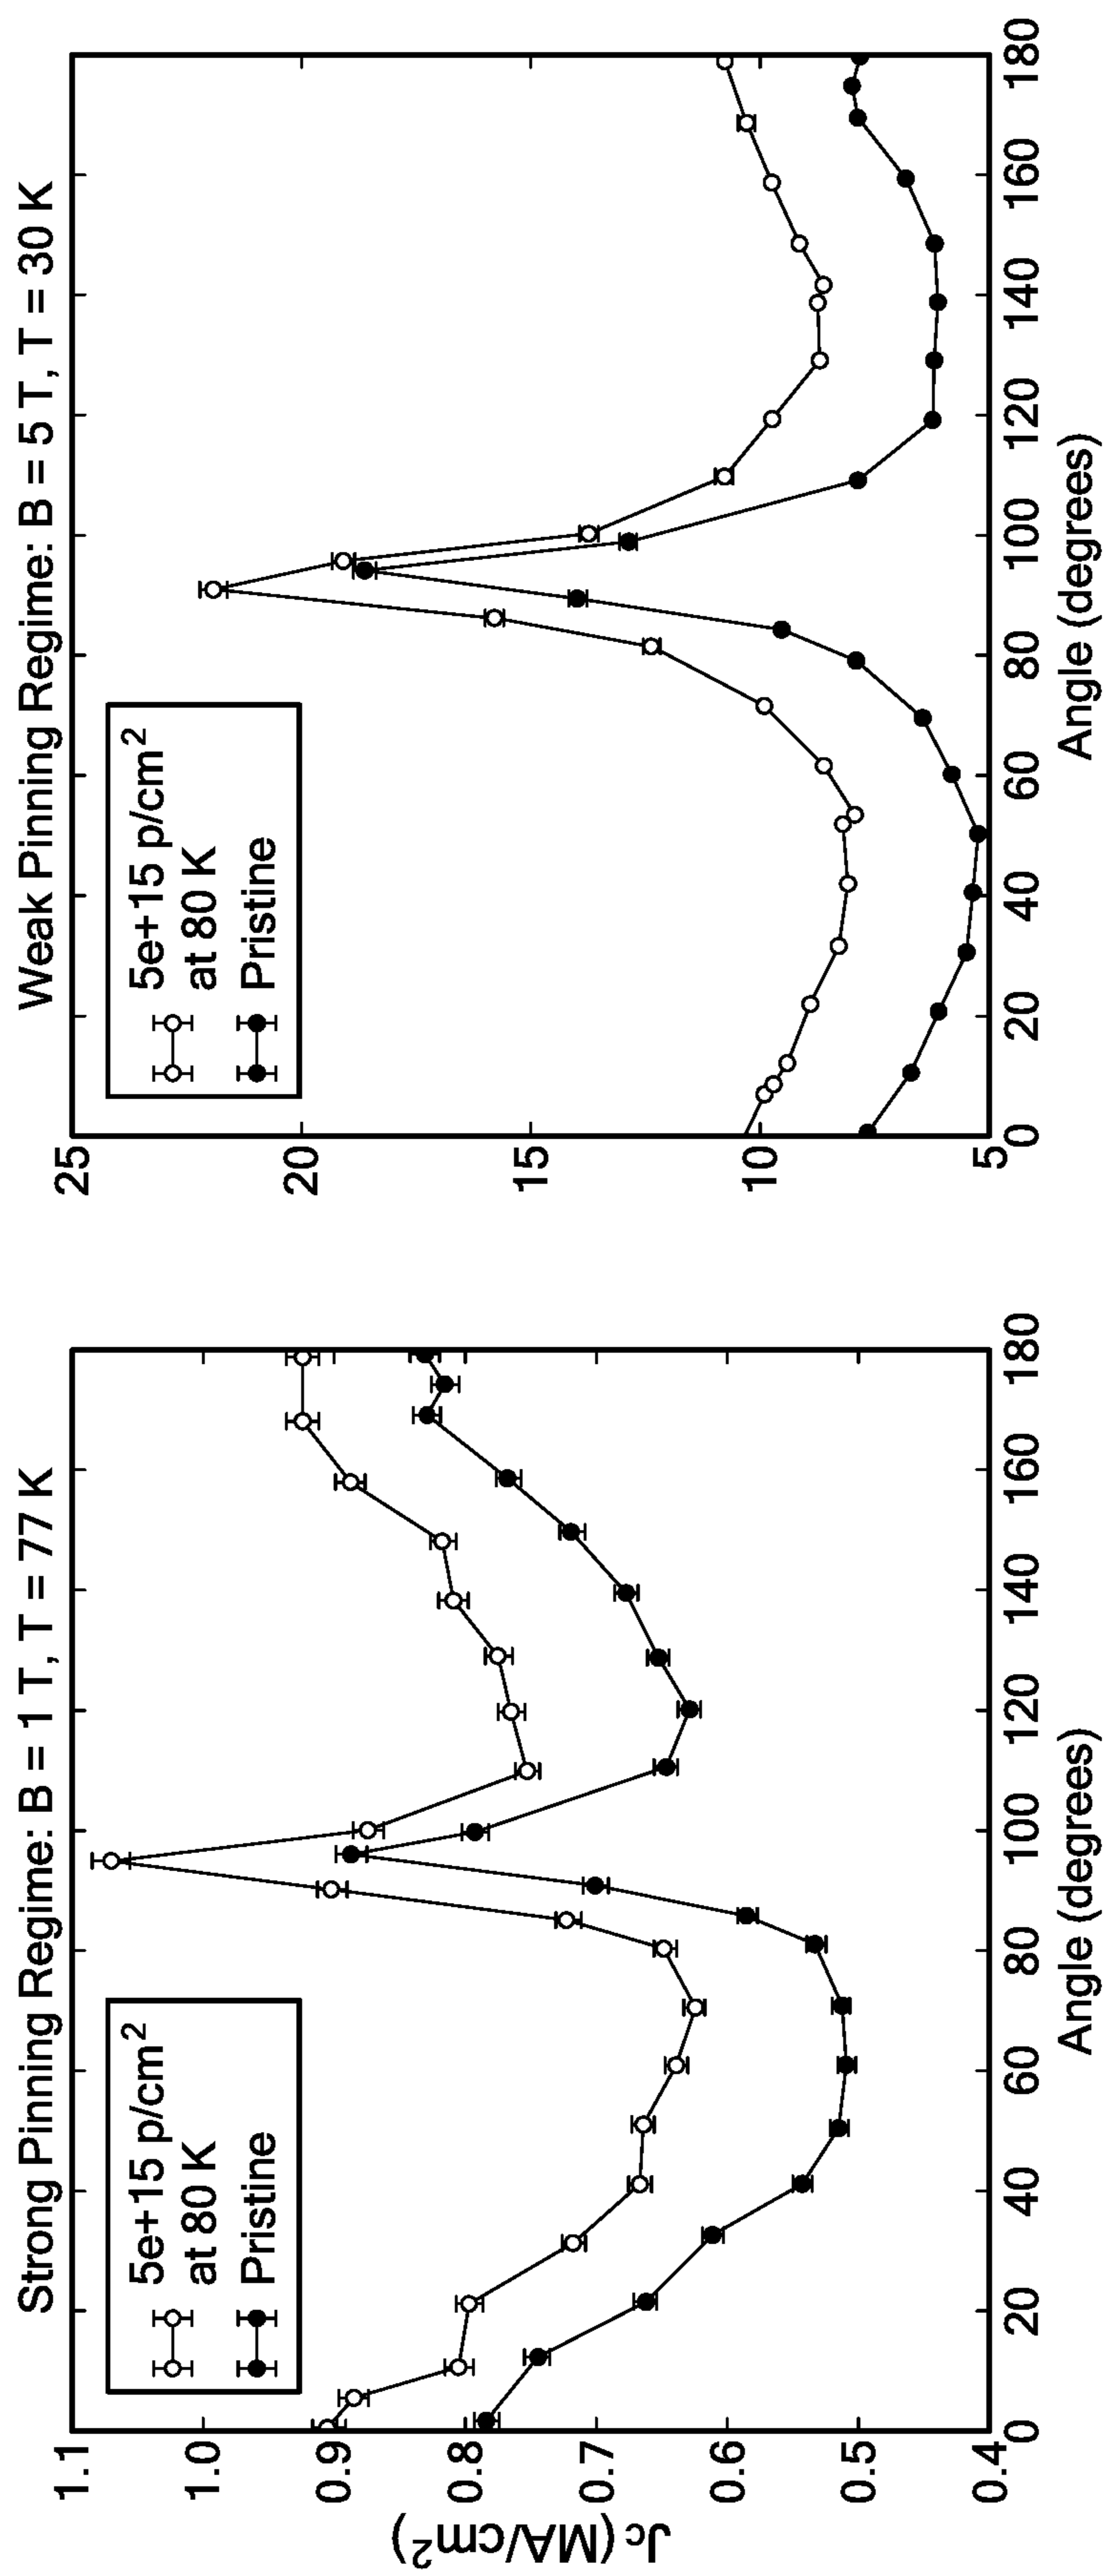 Strong Pinning Regime: B = 1 T, T = 77 K
5e+15 p/cm²
at 80 K
Pristine
Jc (MA/cm²)
1.1
1.0
0.9
0.8
0.7
0.6
0.5
0.4
0 20 40 60 80 100 120 140 160 180
Angle (degrees)
Weak Pinning Regime: B = 5 T, T = 30 K
5e+15 p/cm²
at 80 K
Pristine
25
20
15
10
5
0 20 40 60 80 100 120 140 160 180
Angle (degrees)